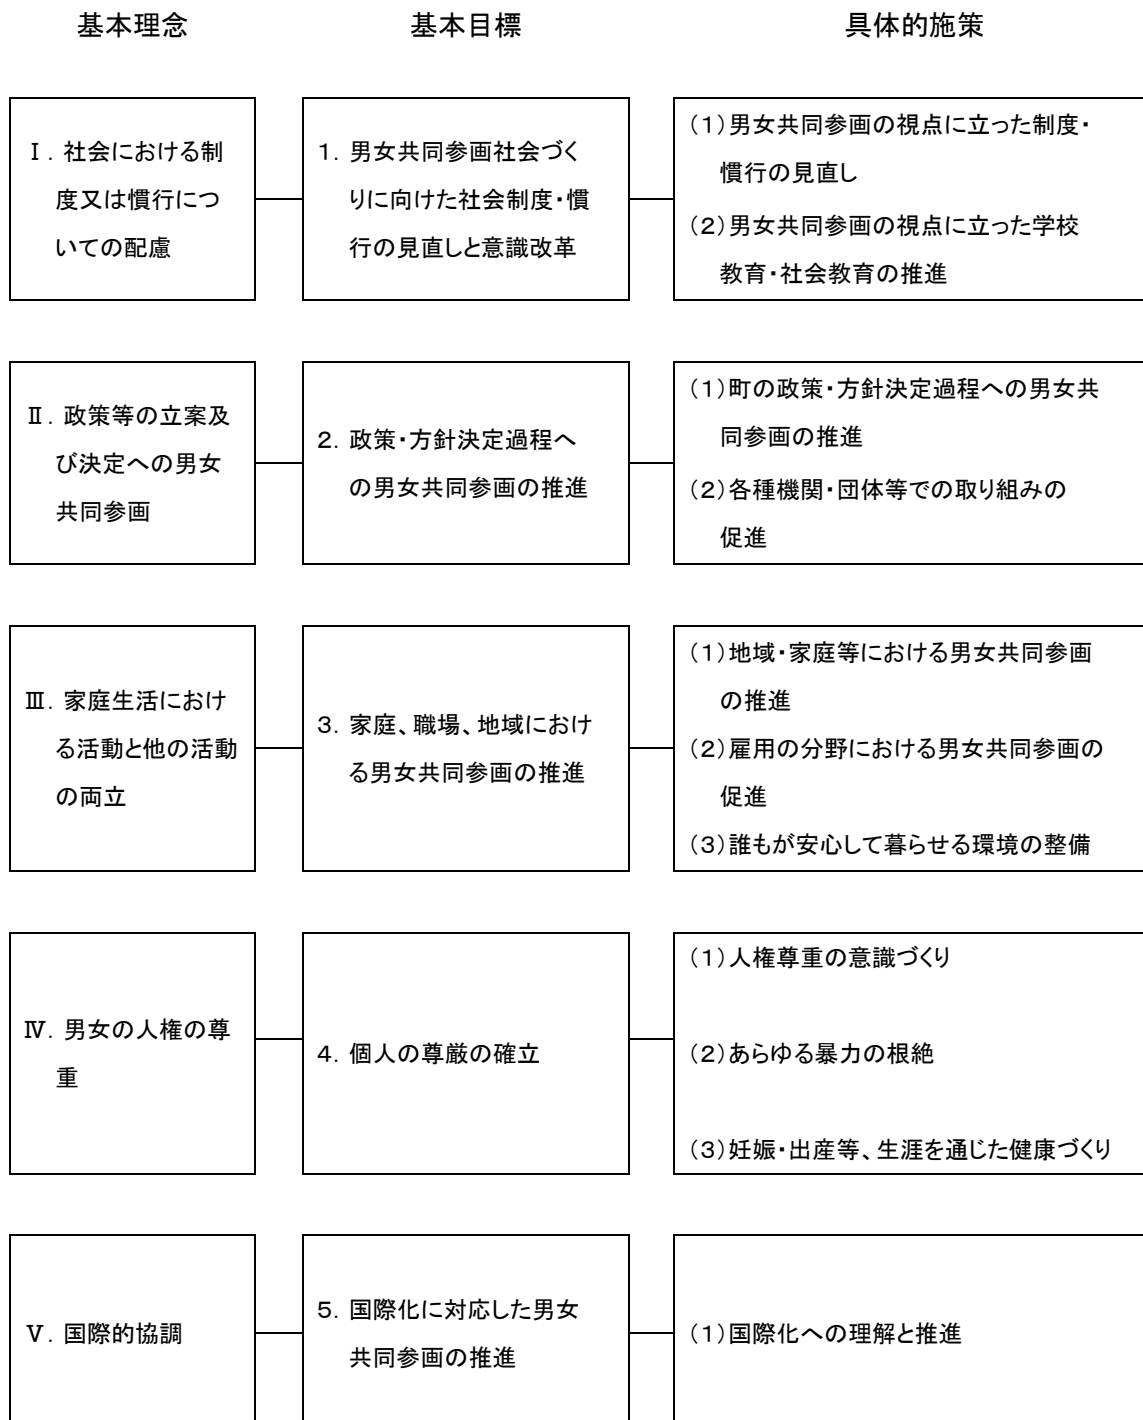 基本理念
基本目標
具体的施策
Ⅰ．社会における制
度又は慣行につ
いての配慮
１．男女共同参画社会づく
りに向けた社会制度・慣
行の見直しと意識改革
（１）男女共同参画の視点に立った制度・
慣行の見直し
（２）男女共同参画の視点に立った学校
教育・社会教育の推進
Ⅱ．政策等の立案及
び決定への男女
共同参画
２．政策・方針決定過程へ
の男女共同参画の推進
（１）町の政策・方針決定過程への男女共
同参画の推進
（２）各種機関・団体等での取り組みの
促進
Ⅲ．家庭生活におけ
る活動と他の活動
の両立
３．家庭、職場、地域におけ
る男女共同参画の推進
（１）地域・家庭等における男女共同参画
の推進
（２）雇用の分野における男女共同参画の
促進
（３）誰もが安心して暮らせる環境の整備
Ⅳ．男女の人権の尊
重
４．個人の尊厳の確立
（１）人権尊重の意識づくり
（２）あらゆる暴力の根絶
（３）妊娠・出産等、生涯を通じた健康づくり
Ⅴ．国際的協調
５．国際化に対応した男女
共同参画の推進
（１）国際化への理解と推進